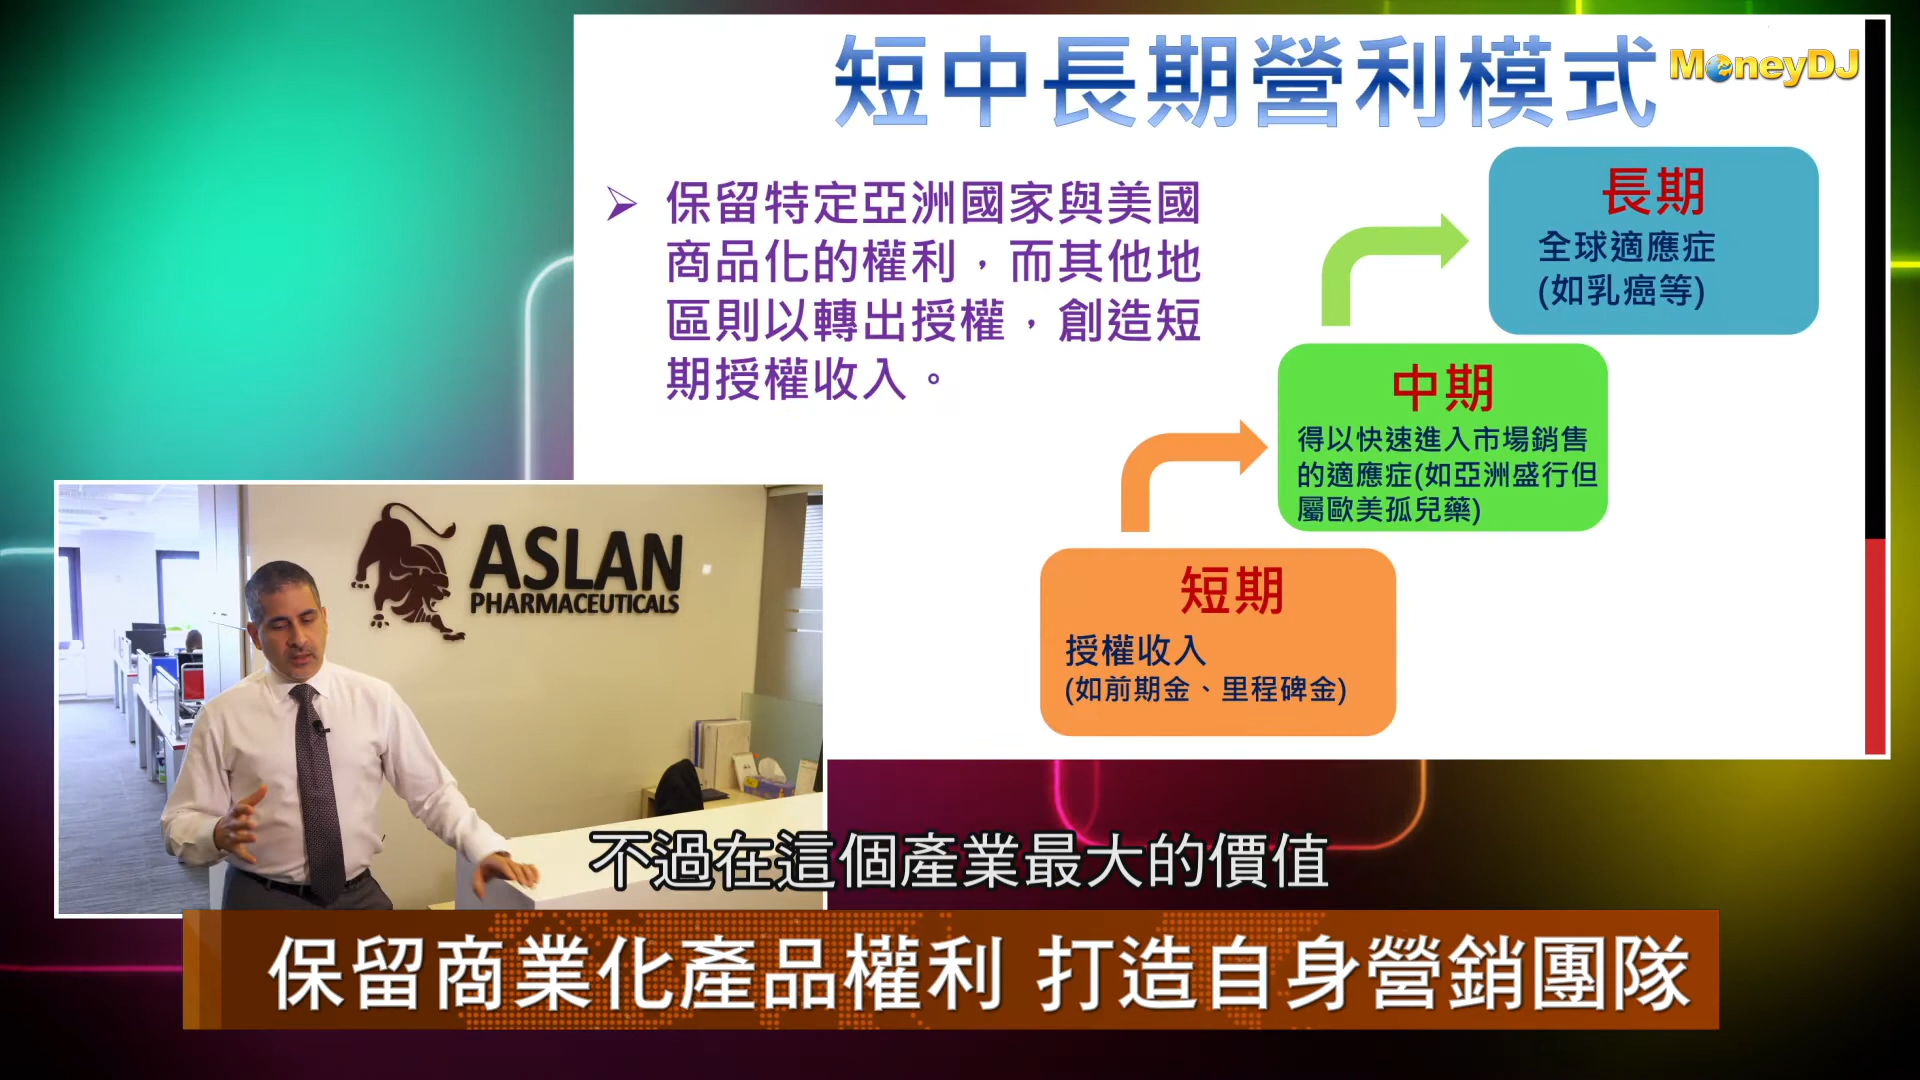 短中長期營利模式
MoneyDJ
➢ 保留特定亞洲國家與美國
商品化的權利，而其他地
區則以轉出授權，創造短
期授權收入。
長期
全球適應症
(如乳癌等)
中期
得以快速進入市場銷售
的適應症(如亞洲盛行但
屬歐美孤兒藥)
短期
授權收入
(如前期金、里程碑金)
ASLAN
PHARMACEUTICALS
不過在這個產業最大的價值
保留商業化產品權利 打造自身營銷團隊